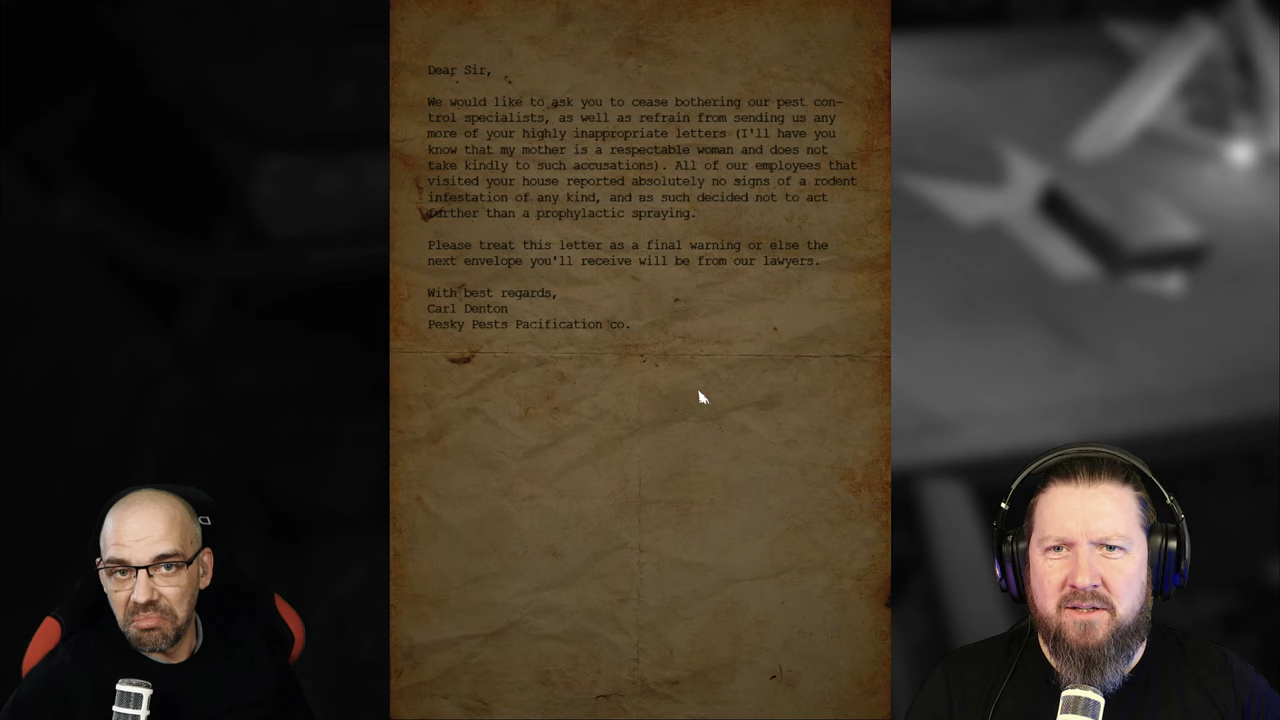 Dear Sir,
We would like to ask you to cease bothering our pest con-
trol specialists, as well as refrain from sending us any
more of your highly inappropriate letters (I'll have you
know that my mother is a respectable woman and does not
take kindly to such accusations). All of our employees that
visited your house reported absolutely no signs of a rodent
infestation of any kind, and as such decided not to act
further than a prophylactic spraying.
Please treat this letter as a final warning or else the
next envelope you'll receive will be from our lawyers.
With best regards,
Carl Denton
Pesky Pests Pacification co.